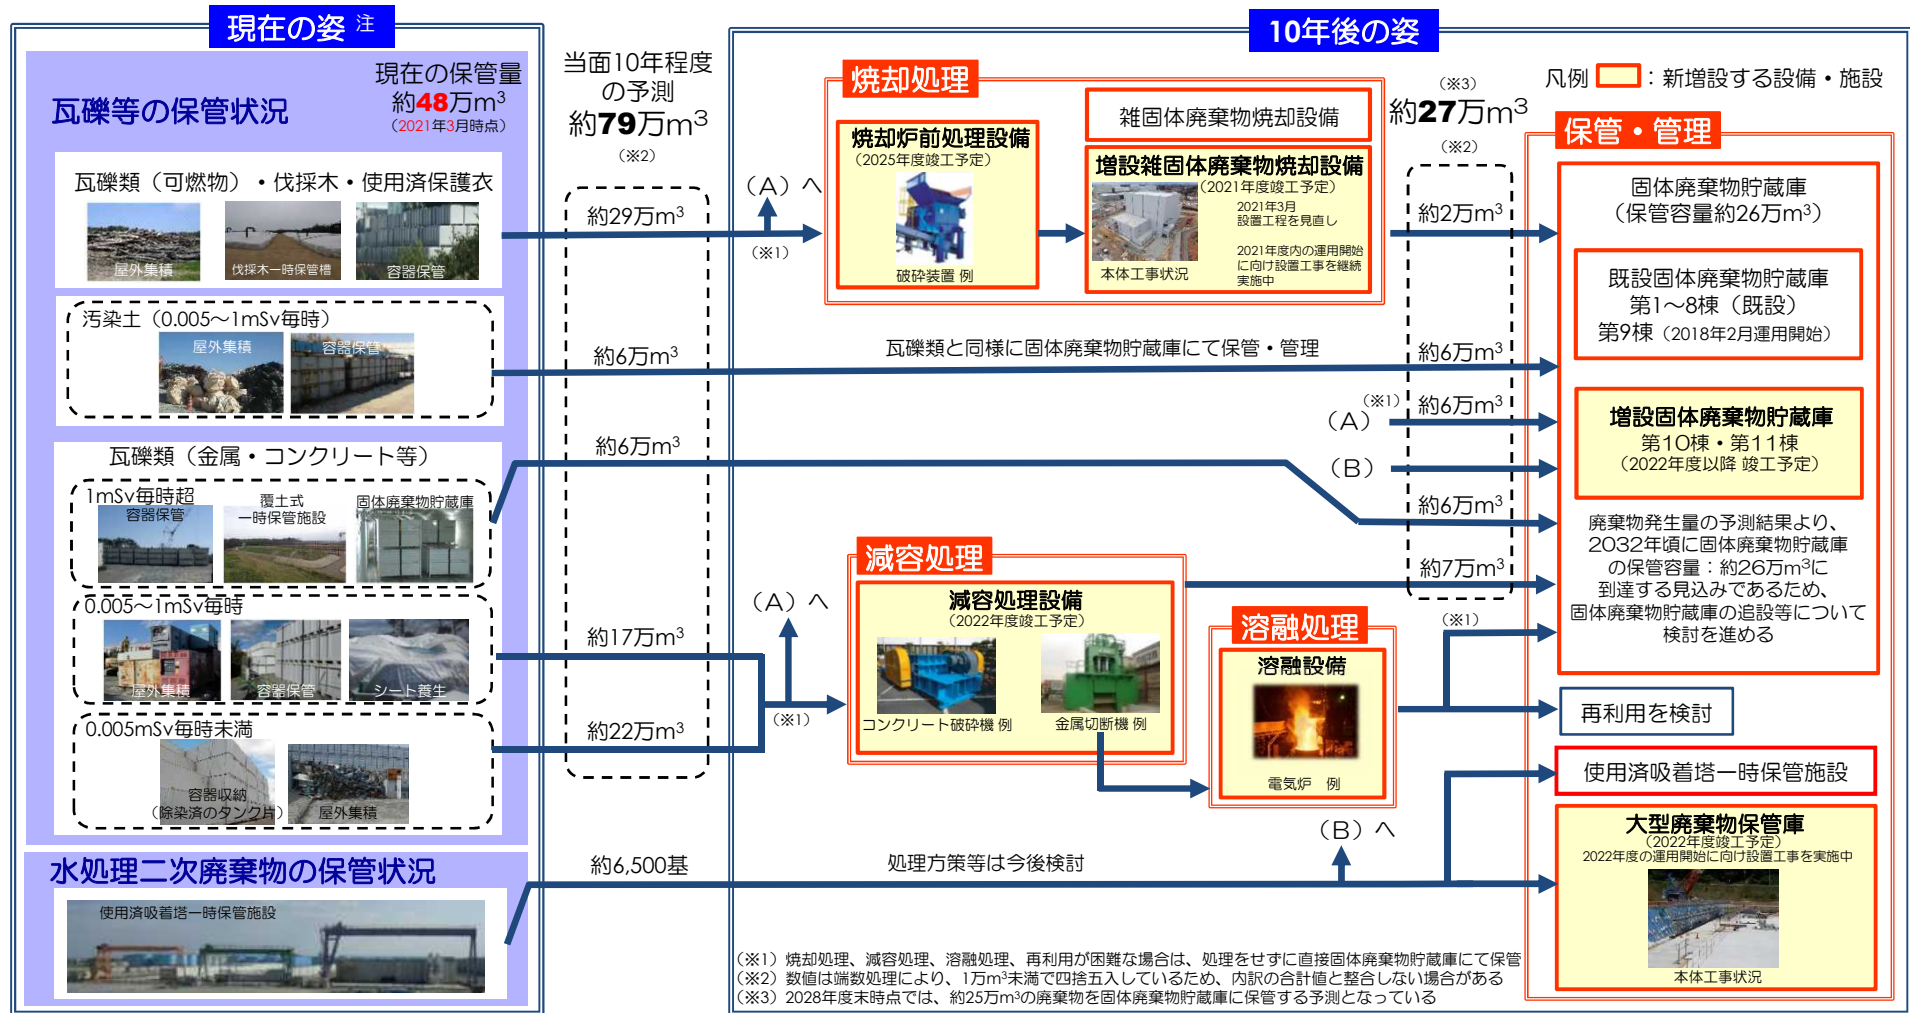 現在の姿 注
瓦礫等の保管状況
現在の保管量
約48万m³
（2021年3月時点）
瓦礫類（可燃物）・伐採木・使用済保護衣
屋外集積
伐採木一時保管槽
容器保管
汚染土（0.005～1mSv毎時）
屋外集積
容器保管
瓦礫類（金属・コンクリート等）
1mSv毎時超
容器保管
覆土式
一時保管施設
固体廃棄物貯蔵庫
0.005～1mSv毎時
屋外集積
容器保管
シート養生
0.005mSv毎時未満
容器収納
（除染済のタンク片）
屋外集積
水処理二次廃棄物の保管状況
使用済吸着塔一時保管施設
当面10年程度
の予測
約79万m³
（※2）
約29万m³
約6万m³
約6万m³
約17万m³
約22万m³
約6,500基
10年後の姿
（A）へ
（※1）
焼却処理
焼却炉前処理設備
（2025年度竣工予定）
破砕装置 例
雑固体廃棄物焼却設備
増設雑固体廃棄物焼却設備
（2021年度竣工予定）
2021年3月
設置工程を見直し
2021年度内の運用開始
に向け設置工事を継続
実施中
本体工事状況
瓦礫類と同様に固体廃棄物貯蔵庫にて保管・管理
（A）へ
（※1）
減容処理
減容処理設備
（2022年度竣工予定）
コンクリート破砕機 例
金属切断機 例
溶融処理
溶融設備
電気炉 例
（B）へ
処理方策等は今後検討
（※3）
約27万m³
（※2）
約2万m³
約6万m³
（A）
（※1）
約6万m³
（B）
約6万m³
約7万m³
（※1）
凡例 ：新増設する設備・施設
保管・管理
固体廃棄物貯蔵庫
（保管容量約26万m³）
既設固体廃棄物貯蔵庫
第1～8棟（既設）
第9棟（2018年2月運用開始）
増設固体廃棄物貯蔵庫
第10棟・第11棟
（2022年度以降 竣工予定）
廃棄物発生量の予測結果より、
2032年頃に固体廃棄物貯蔵庫
の保管容量：約26万m³に
到達する見込みであるため、
固体廃棄物貯蔵庫の追設等について
検討を進める
再利用を検討
使用済吸着塔一時保管施設
大型廃棄物保管庫
（2022年度竣工予定）
2022年度の運用開始に向け設置工事を実施中
本体工事状況
（※1）焼却処理、減容処理、溶融処理、再利用が困難な場合は、処理をせずに直接固体廃棄物貯蔵庫にて保管
（※2）数値は端数処理により、1万m³未満で四捨五入しているため、内訳の合計値と整合しない場合がある
（※3）2028年度末時点では、約25万m³の廃棄物を固体廃棄物貯蔵庫に保管する予測となっている